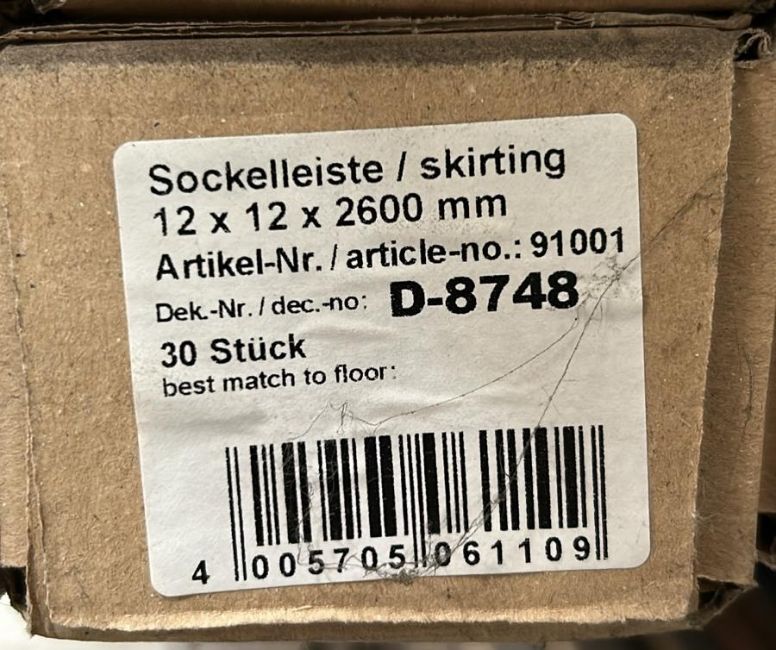 Sockelleiste / skirting
12 x 12 x 2600 mm
Artikel-Nr. / article-no.: 91001
Dek.-Nr. / dec.-no: D-8748
30 Stück
best match to floor:
4 005705 061109